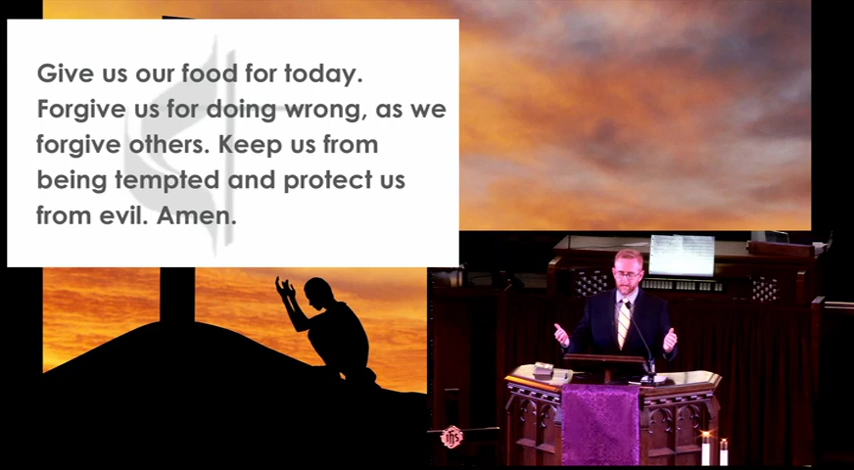 Give us our food for today.
Forgive us for doing wrong, as we
forgive others. Keep us from
being tempted and protect us
from evil. Amen.
IHS